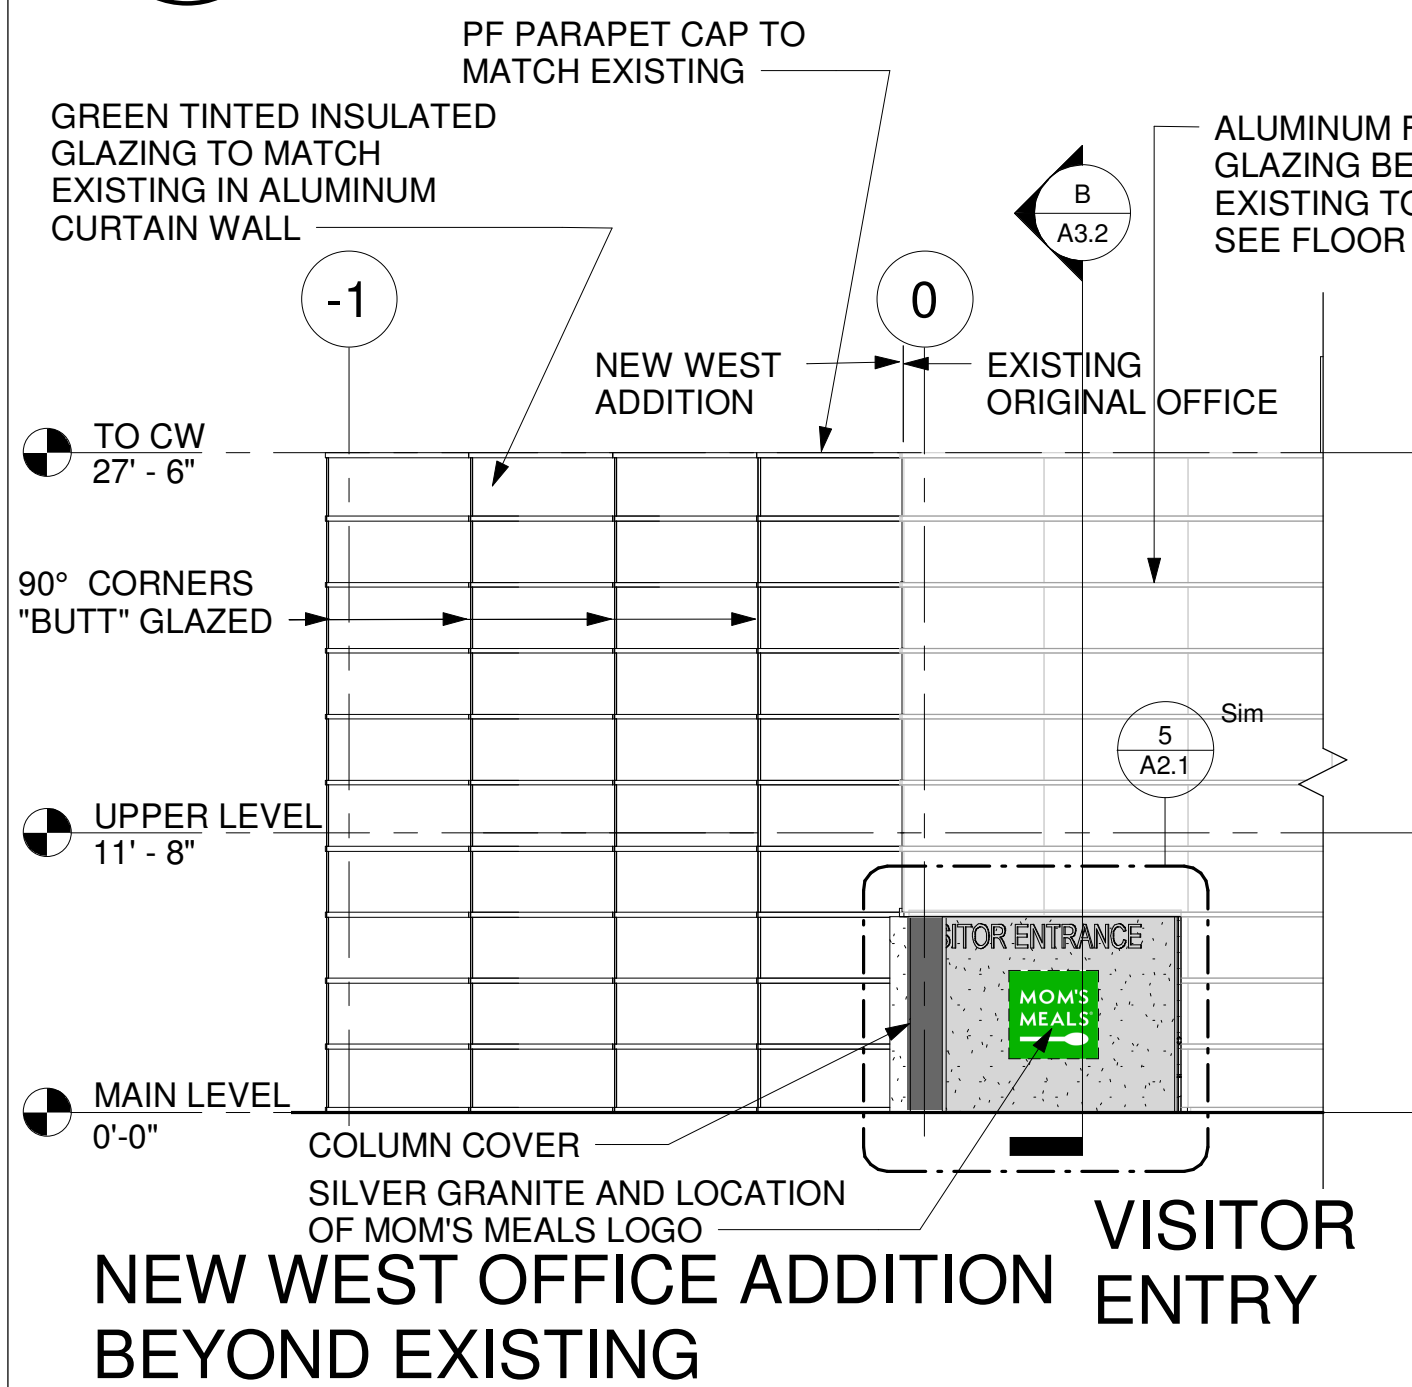 PF PARAPET CAP TO
MATCH EXISTING
GREEN TINTED INSULATED
GLAZING TO MATCH
EXISTING IN ALUMINUM
CURTAIN WALL
ALUMINUM
GLAZING
EXISTING
SEE FLOOR
B
A3.2
-1
0
NEW WEST
ADDITION
EXISTING
ORIGINAL OFFICE
TO CW
27' - 6"
90° CORNERS
"BUTT" GLAZED
Sim
5
A2.1
UPPER LEVEL
11' - 8"
ENTRANCE
MOM'S
MEALS
MAIN LEVEL
0'-0"
COLUMN COVER
SILVER GRANITE AND LOCATION
OF MOM'S MEALS LOGO
VISITOR
ENTRY
NEW WEST OFFICE ADDITION
BEYOND EXISTING